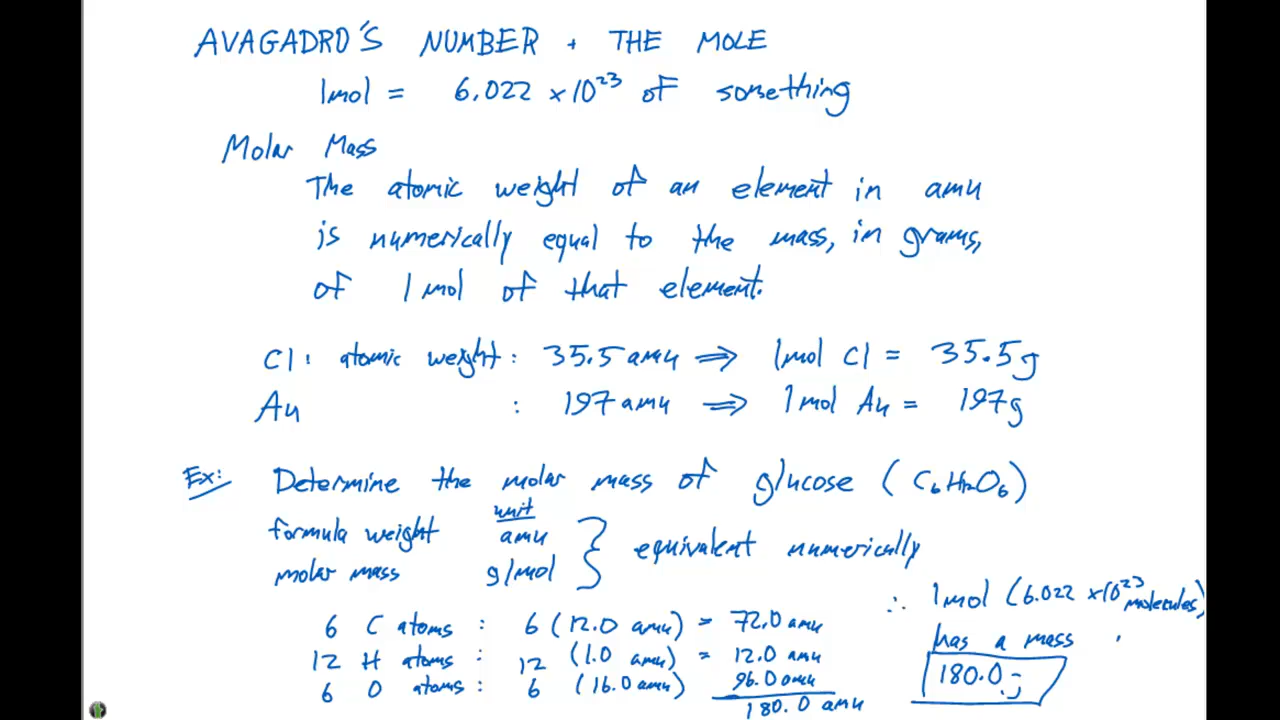 AVAGADRO'S NUMBER + THE MOLE
1mol = 6.022 ×10²³ of something
Molar Mass
The atomic weight of an element in amu
is numerically equal to the mass, in grams,
of 1 mol of that element.
Cl: atomic weight: 35.5 amu ⇒ 1mol Cl = 35.5g
Au : 197 amu ⇒ 1mol Au = 197g
Ex: Determine the molar mass of glucose (C₆H₁₂O₆)
unit
formula weight amu
molar mass g/mol
} equivalent numerically
6 C atoms : 6 (12.0 amu) = 72.0 amu
12 H atoms : 12 (1.0 amu) = 12.0 amu
6 O atoms : 6 (16.0 amu) 96.0 amu
180.0 amu
∴ 1mol (6.022 ×10²³ molecules)
has a mass
180.0